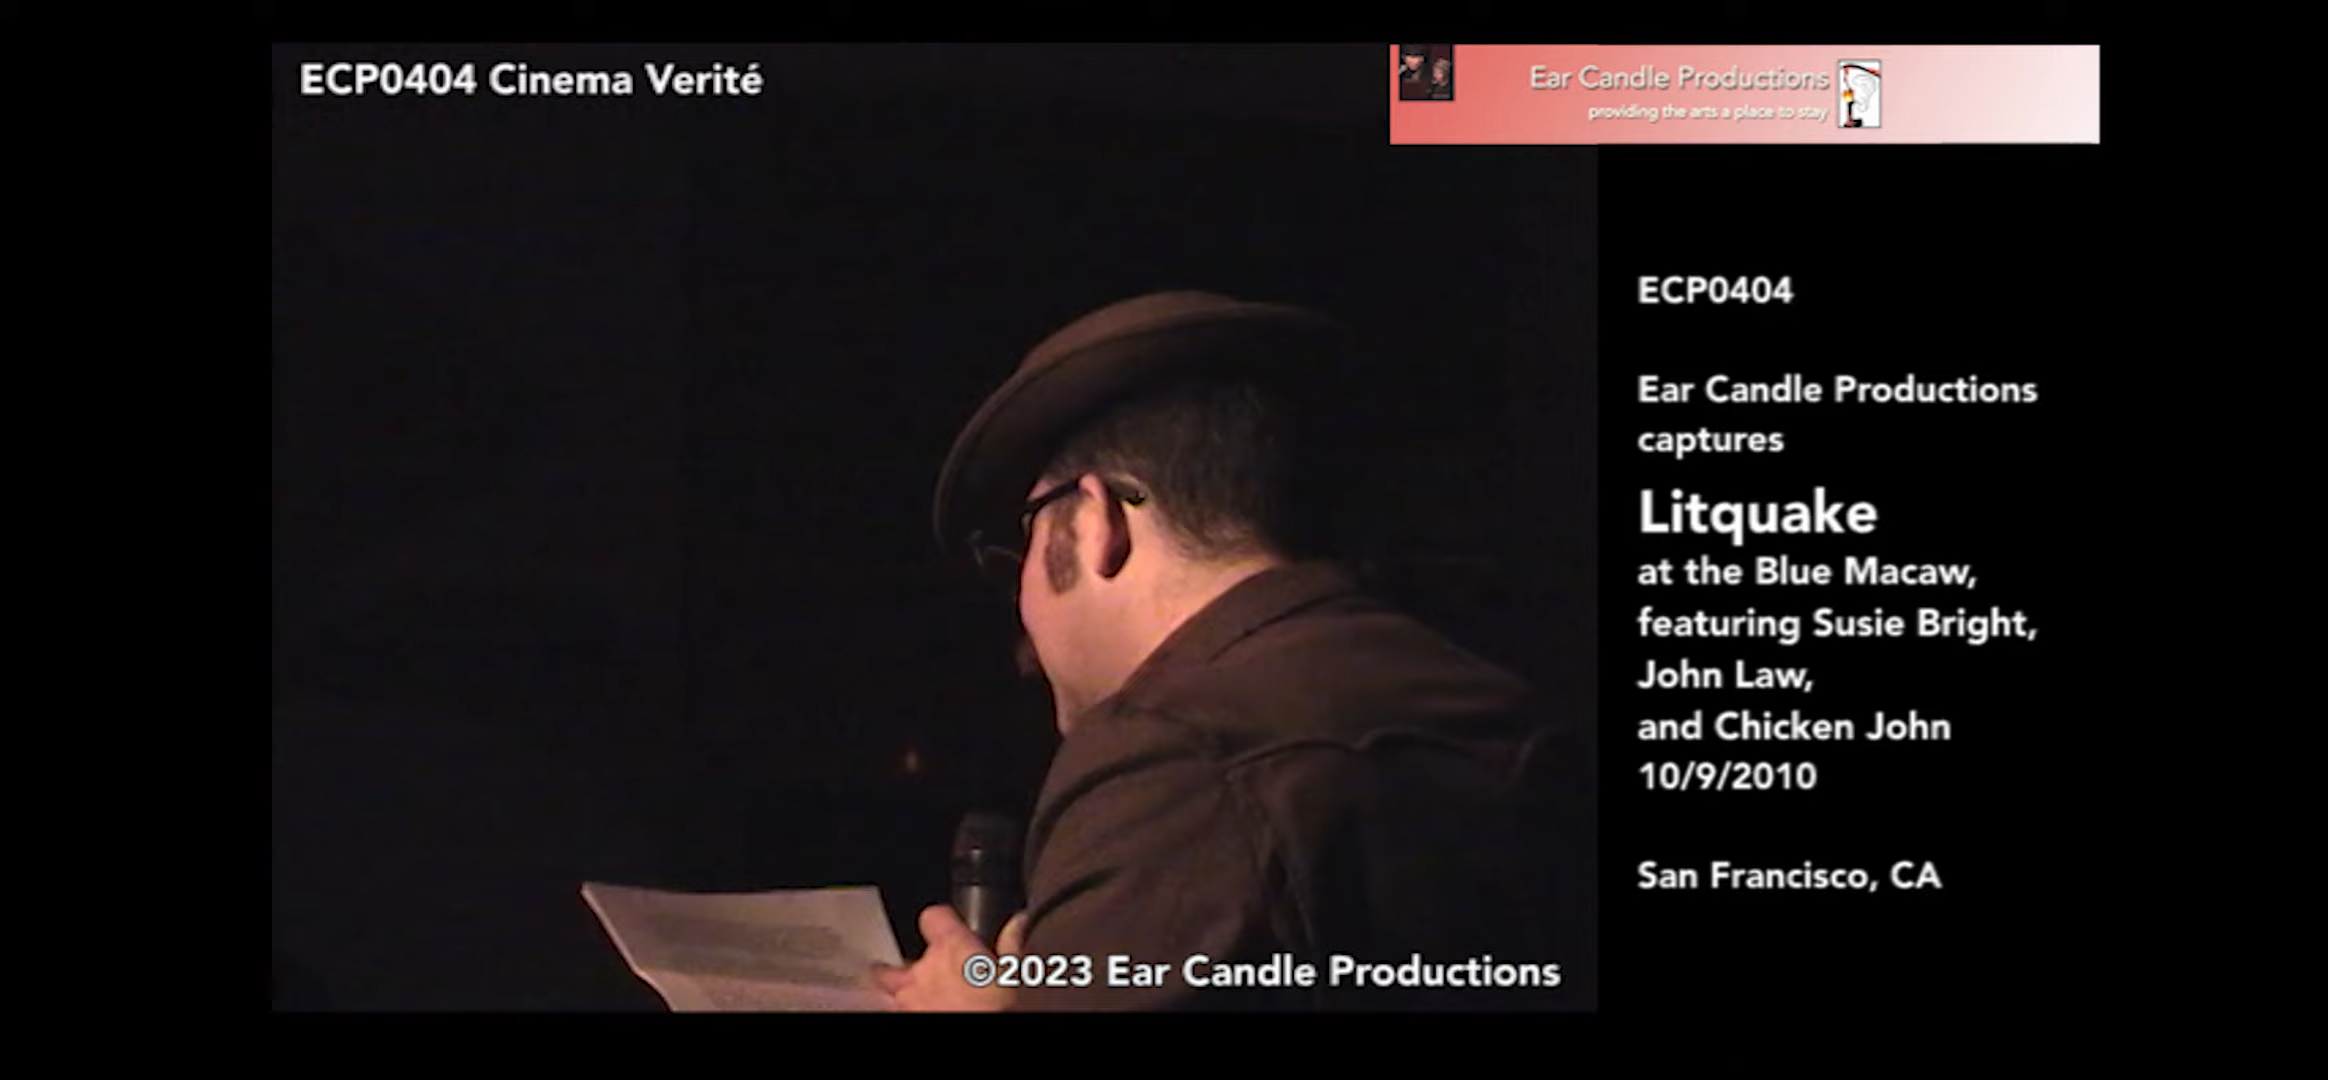 ECP0404 Cinema Verité
Ear Candle Productions
providing the arts a place to stay
ECP0404
Ear Candle Productions
captures
Litquake
at the Blue Macaw,
featuring Susie Bright,
John Law,
and Chicken John
10/9/2010
San Francisco, CA
©2023 Ear Candle Productions